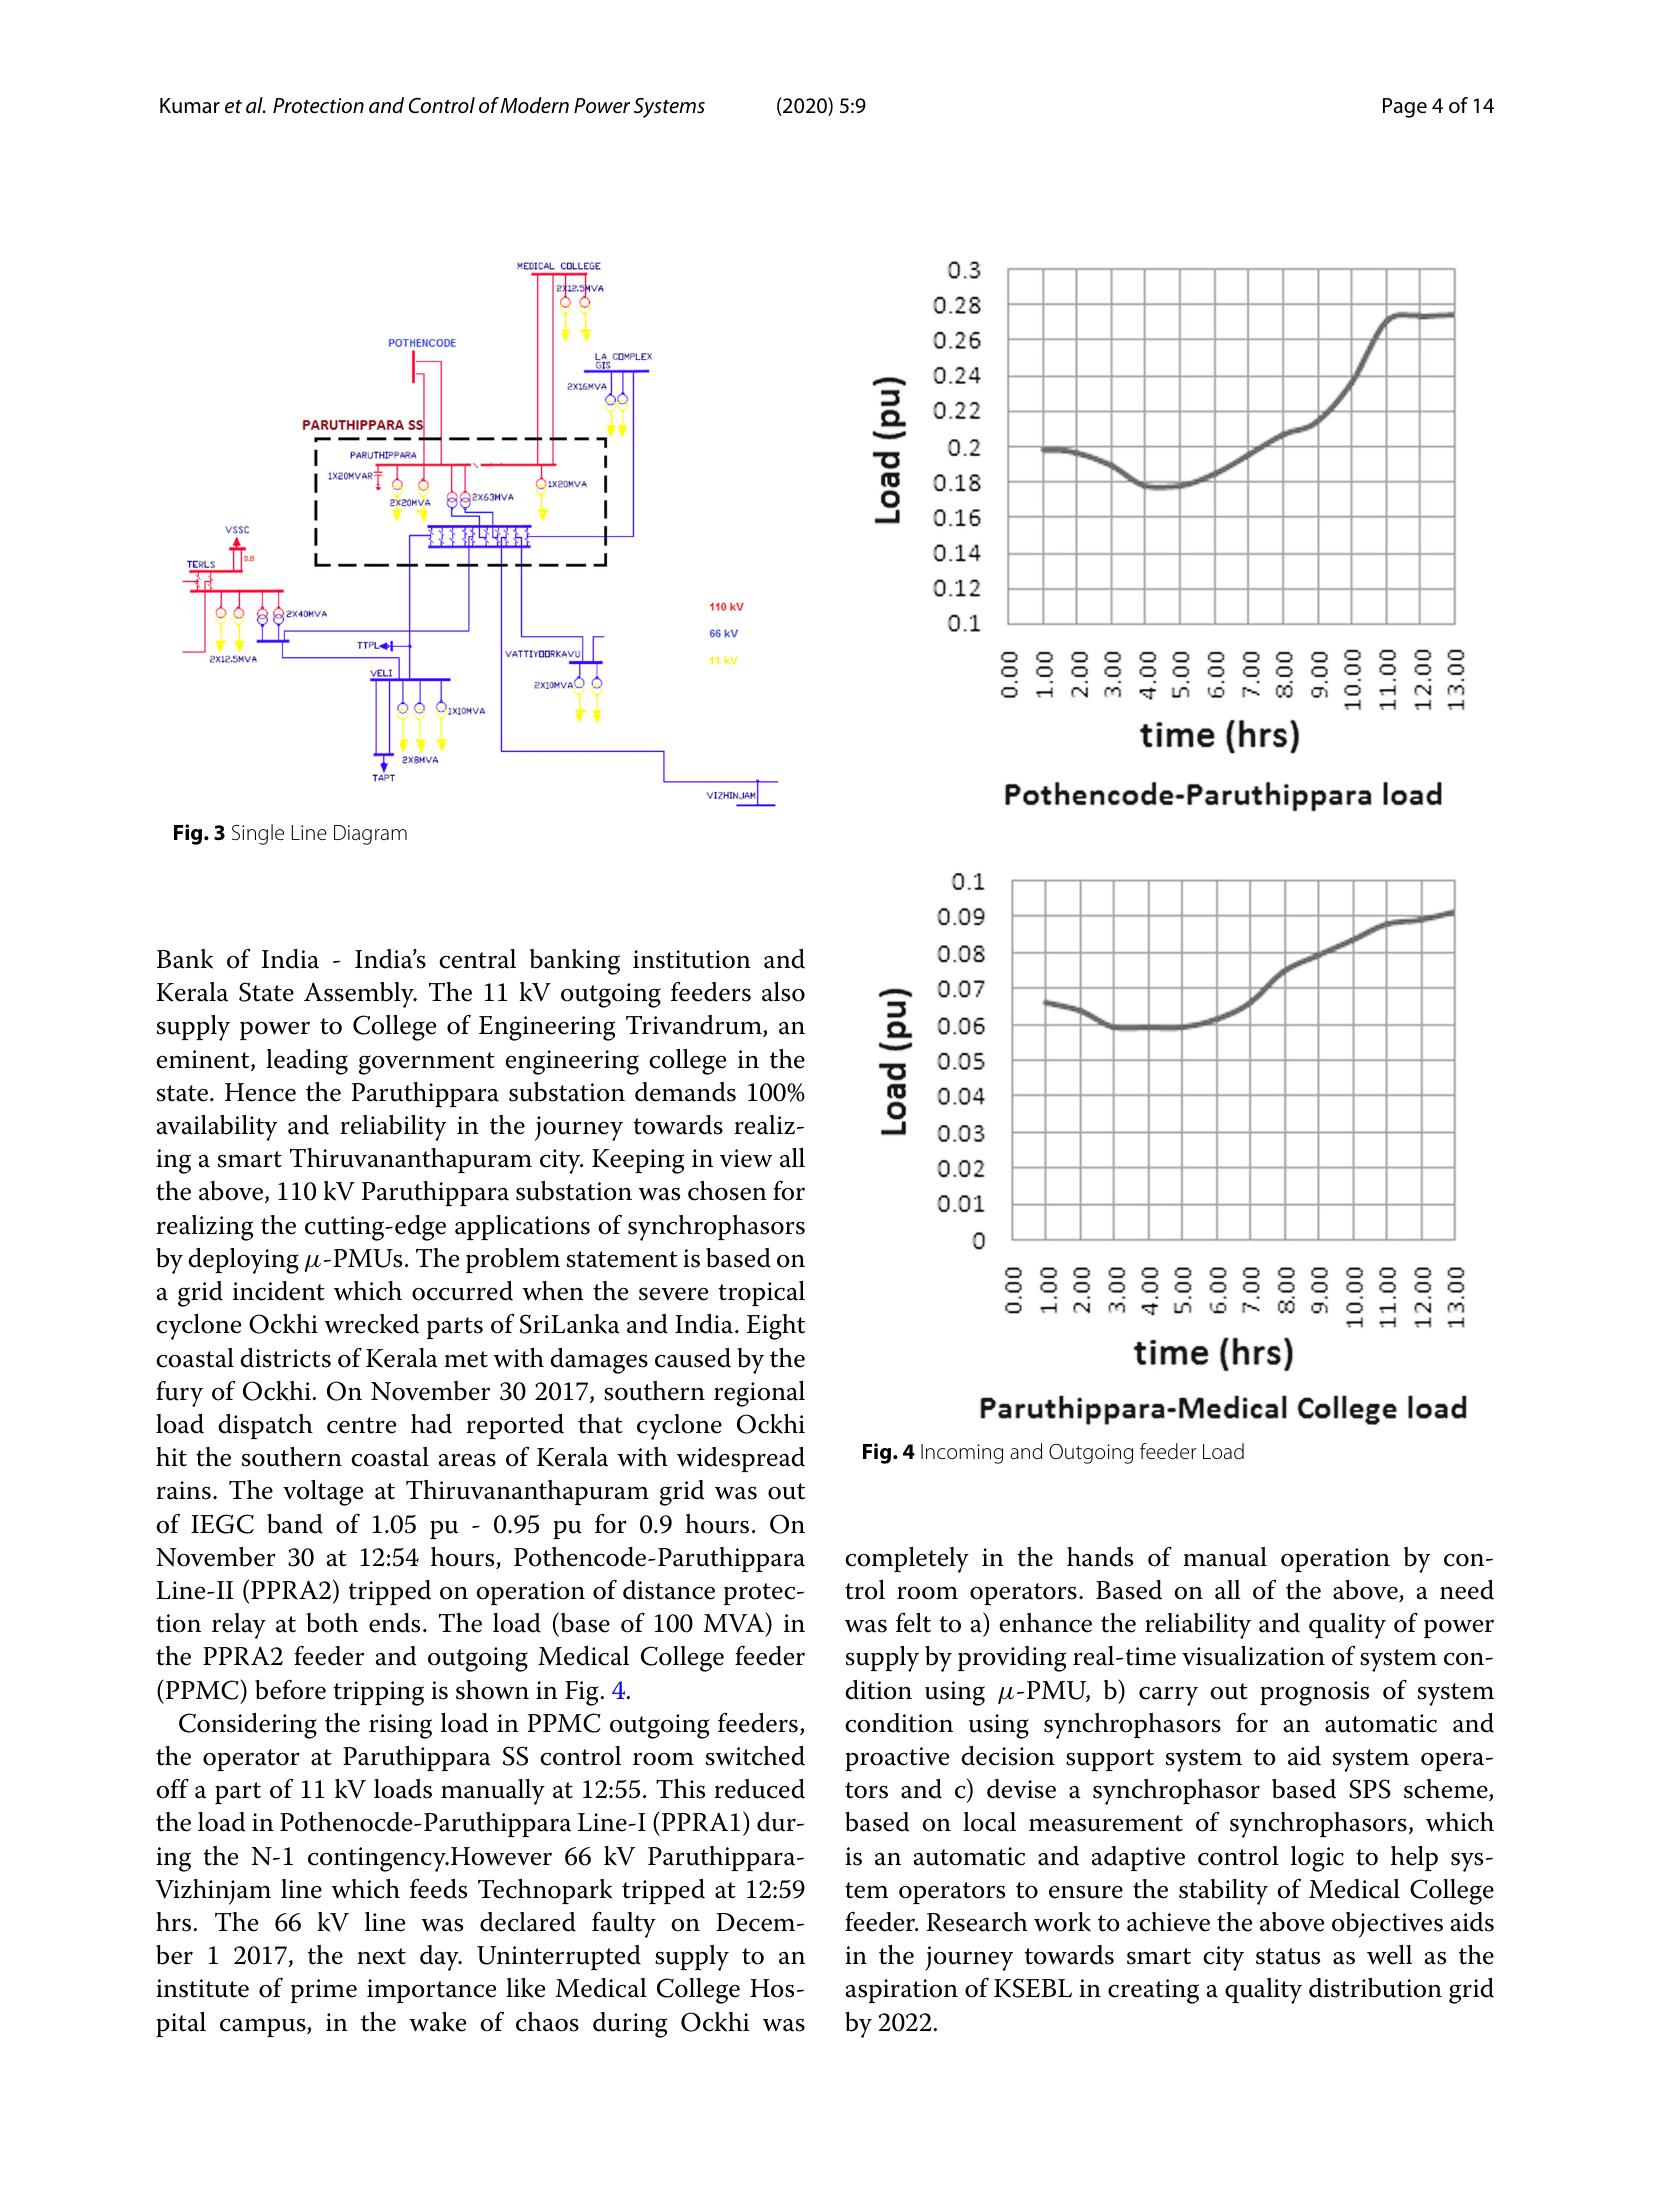 Kumar et al. Protection and Control of Modern Power Systems (2020) 5:9 Page 4 of 14
MEDICAL COLLEGE
2X12.5MVA
POTHENCODE
LA COMPLEX
GIS
2X16MVA
PARUTHIPPARA SS
PARUTHIPPARA
1X20MVAR
2X20MVA
2X63MVA
1X20MVA
VSSC
0.8
TERLS
2X40MVA
2X12.5MVA
TTPL
VELI
1X10MVA
2X8MVA
TAPT
VATTIYOORKAVU
2X10MVA
VIZHINJAM
110 kV
66 kV
11 kV
Fig. 3 Single Line Diagram
Bank of India - India’s central banking institution and
Kerala State Assembly. The 11 kV outgoing feeders also
supply power to College of Engineering Trivandrum, an
eminent, leading government engineering college in the
state. Hence the Paruthippara substation demands 100%
availability and reliability in the journey towards realiz-
ing a smart Thiruvananthapuram city. Keeping in view all
the above, 110 kV Paruthippara substation was chosen for
realizing the cutting-edge applications of synchrophasors
by deploying μ-PMUs. The problem statement is based on
a grid incident which occurred when the severe tropical
cyclone Ockhi wrecked parts of SriLanka and India. Eight
coastal districts of Kerala met with damages caused by the
fury of Ockhi. On November 30 2017, southern regional
load dispatch centre had reported that cyclone Ockhi
hit the southern coastal areas of Kerala with widespread
rains. The voltage at Thiruvananthapuram grid was out
of IEGC band of 1.05 pu - 0.95 pu for 0.9 hours. On
November 30 at 12:54 hours, Pothencode-Paruthippara
Line-II (PPRA2) tripped on operation of distance protec-
tion relay at both ends. The load (base of 100 MVA) in
the PPRA2 feeder and outgoing Medical College feeder
(PPMC) before tripping is shown in Fig. 4.
Considering the rising load in PPMC outgoing feeders,
the operator at Paruthippara SS control room switched
off a part of 11 kV loads manually at 12:55. This reduced
the load in Pothenocde-Paruthippara Line-I (PPRA1) dur-
ing the N-1 contingency.However 66 kV Paruthippara-
Vizhinjam line which feeds Technopark tripped at 12:59
hrs. The 66 kV line was declared faulty on Decem-
ber 1 2017, the next day. Uninterrupted supply to an
institute of prime importance like Medical College Hos-
pital campus, in the wake of chaos during Ockhi was
0.3
0.28
0.26
0.24
0.22
0.2
0.18
0.16
0.14
0.12
0.1
Load (pu)
0.00 1.00 2.00 3.00 4.00 5.00 6.00 7.00 8.00 9.00 10.00 11.00 12.00 13.00
time (hrs)
Pothencode-Paruthippara load
0.1
0.09
0.08
0.07
0.06
0.05
0.04
0.03
0.02
0.01
0
Load (pu)
0.00 1.00 2.00 3.00 4.00 5.00 6.00 7.00 8.00 9.00 10.00 11.00 12.00 13.00
time (hrs)
Paruthippara-Medical College load
Fig. 4 Incoming and Outgoing feeder Load
completely in the hands of manual operation by con-
trol room operators. Based on all of the above, a need
was felt to a) enhance the reliability and quality of power
supply by providing real-time visualization of system con-
dition using μ-PMU, b) carry out prognosis of system
condition using synchrophasors for an automatic and
proactive decision support system to aid system opera-
tors and c) devise a synchrophasor based SPS scheme,
based on local measurement of synchrophasors, which
is an automatic and adaptive control logic to help sys-
tem operators to ensure the stability of Medical College
feeder. Research work to achieve the above objectives aids
in the journey towards smart city status as well as the
aspiration of KSEBL in creating a quality distribution grid
by 2022.